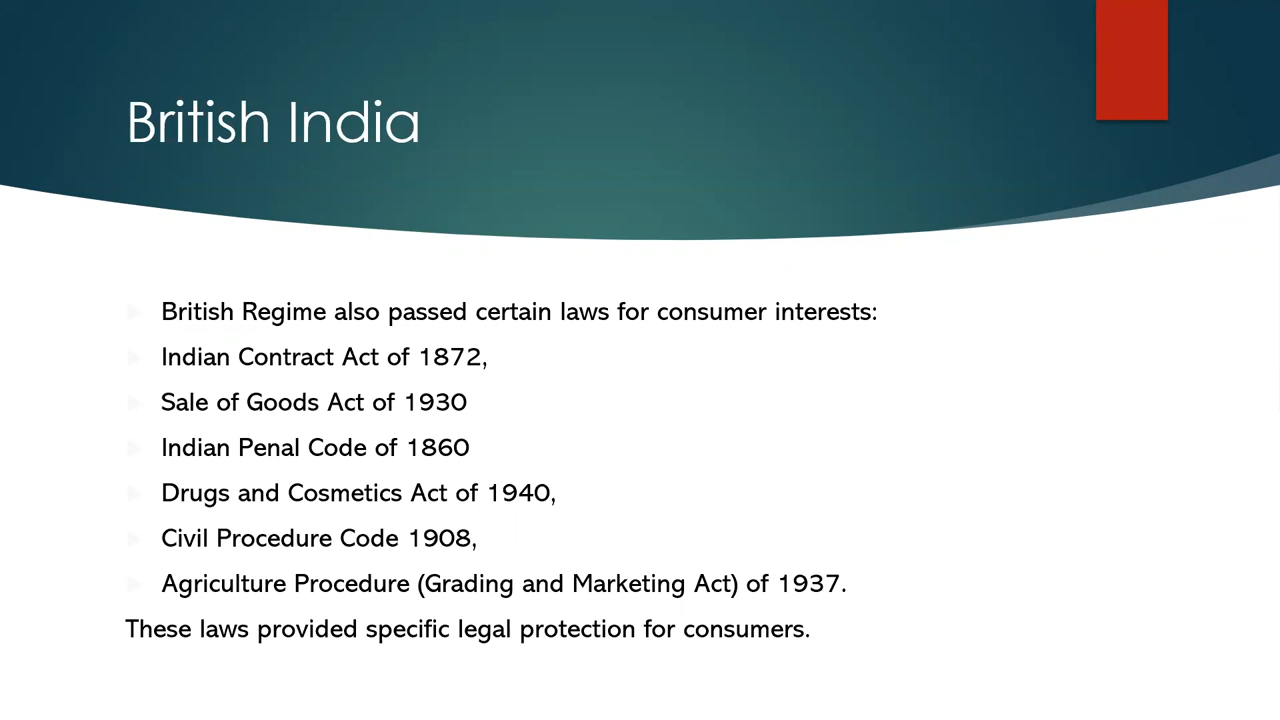 British India
British Regime also passed certain laws for consumer interests:
Indian Contract Act of 1872,
Sale of Goods Act of 1930
Indian Penal Code of 1860
Drugs and Cosmetics Act of 1940,
Civil Procedure Code 1908,
Agriculture Procedure (Grading and Marketing Act) of 1937.
These laws provided specific legal protection for consumers.